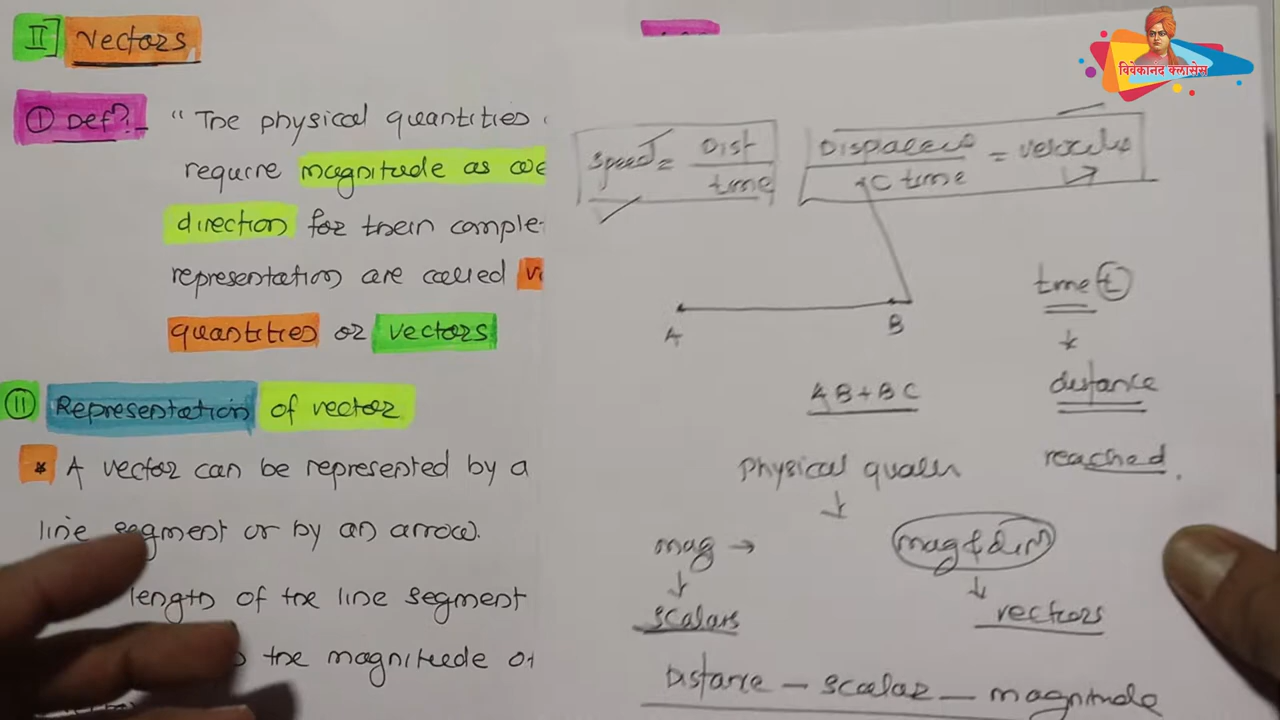 II] Vectors
① Def?
"The physical quantities
require magnitude as we
direction for their comple-
representation are called
quantities or vectors
II Representation of vector
* A vector can be represented by a
line segment or by an arrow.
length of the line segment
the magnitude of
विवेकानंद क्लासेस
Speed = Dist / time
= velocity
C time
A
B
time (t)
AB + BC
distance
Physical
reached.
mag →
mag & dirn
scalars
vectors
Distance - scalar - magnitude